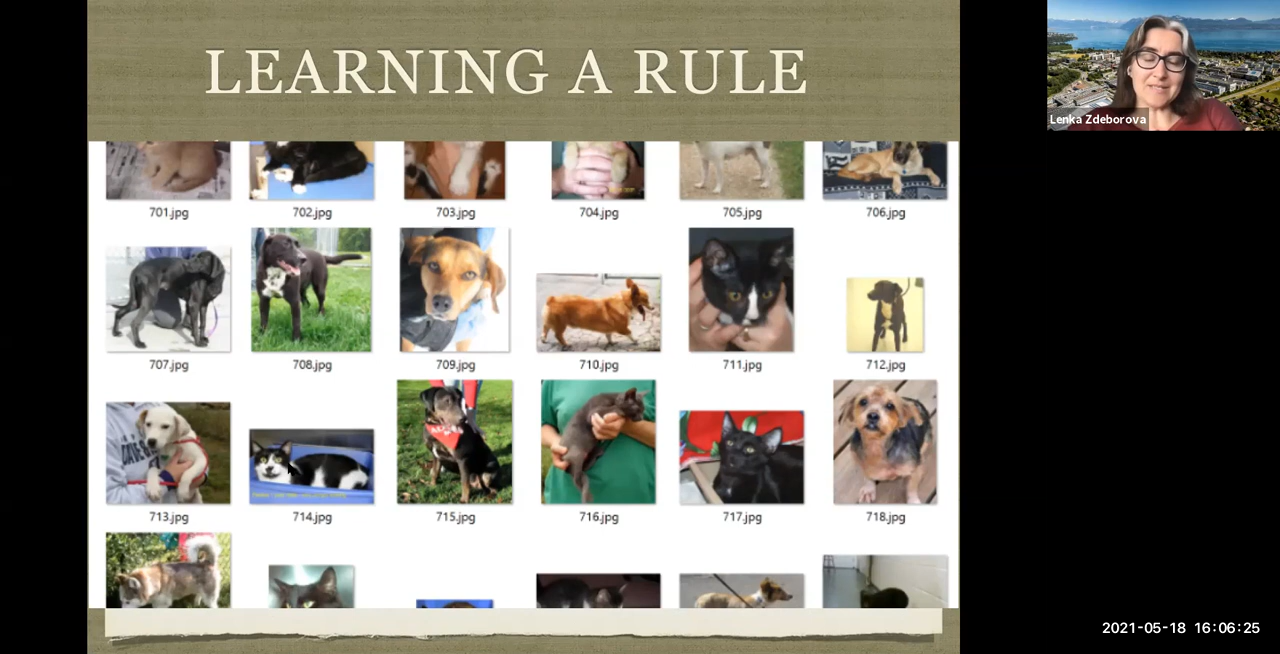 LEARNING A RULE
Lenka Zdeborova
701.jpg
702.jpg
703.jpg
704.jpg
705.jpg
706.jpg
707.jpg
708.jpg
709.jpg
710.jpg
711.jpg
712.jpg
713.jpg
714.jpg
715.jpg
716.jpg
717.jpg
718.jpg
2021-05-18 16:06:25